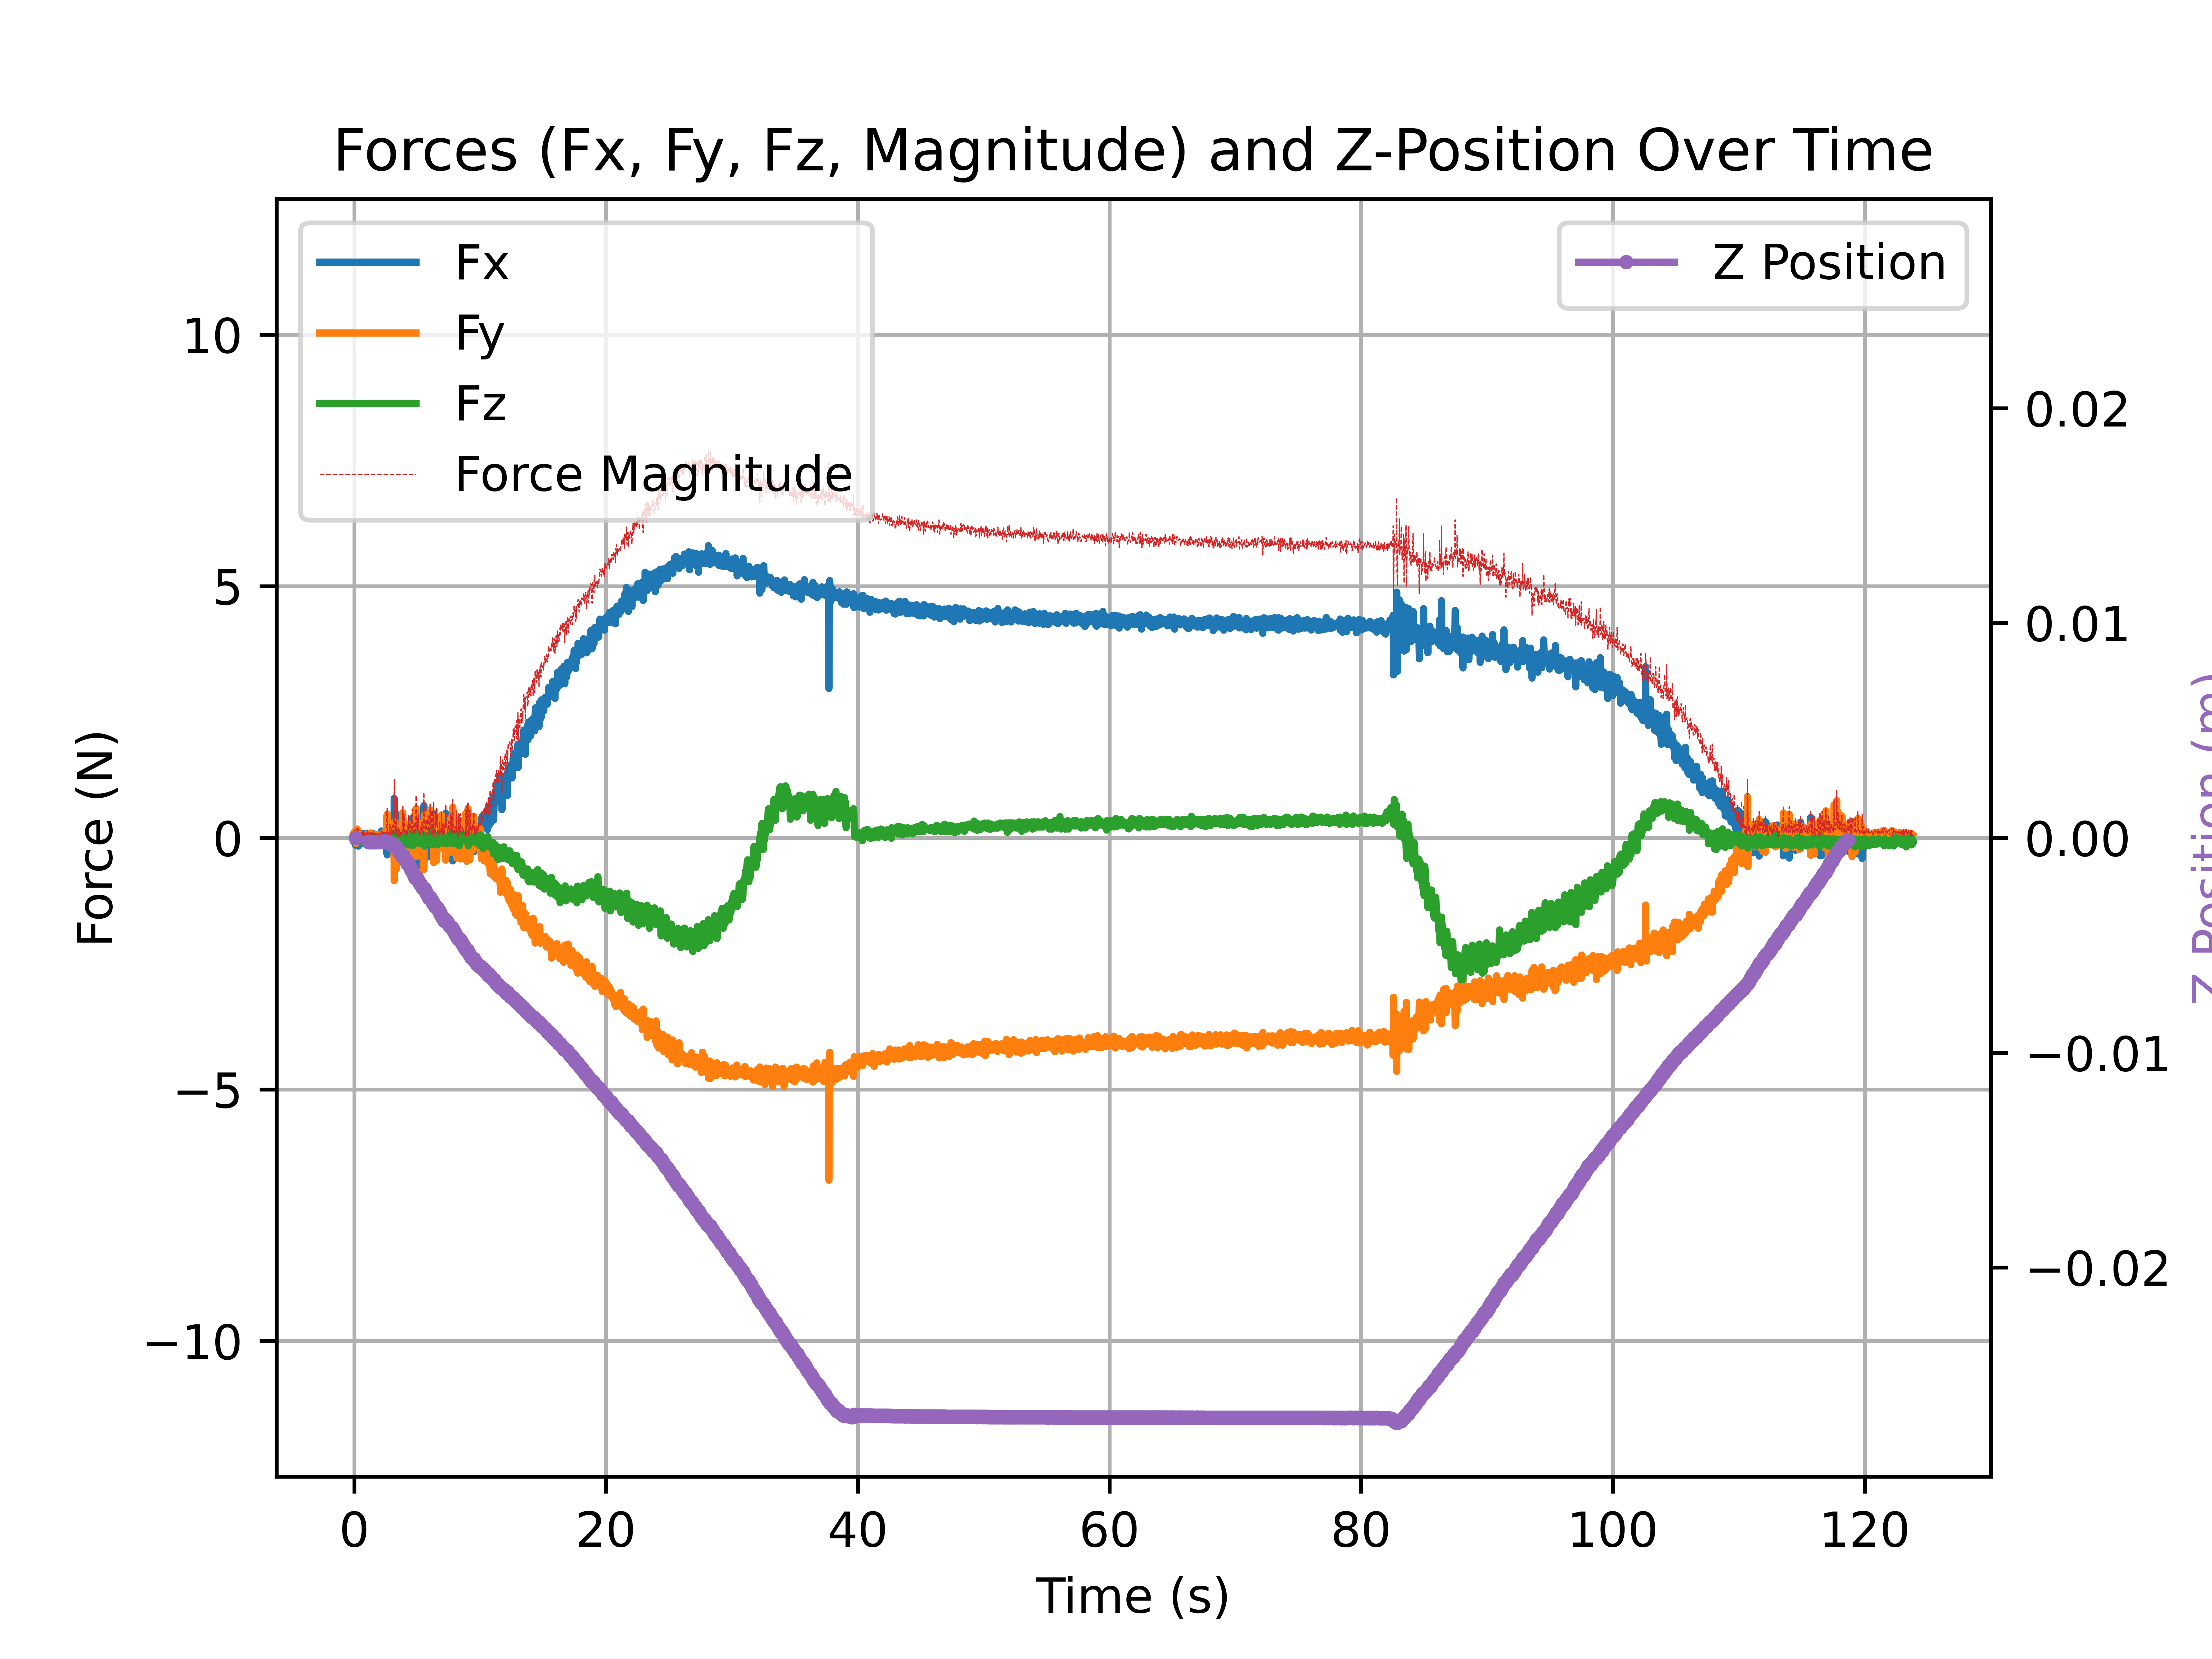 Forces (Fx, Fy, Fz, Magnitude) and Z-Position Over Time
Fx
Fy
Fz
Force Magnitude
Z Position
10
5
0
−5
−10
Force (N)
0.02
0.01
0.00
−0.01
−0.02
Z Position (m)
0
20
40
60
80
100
120
Time (s)